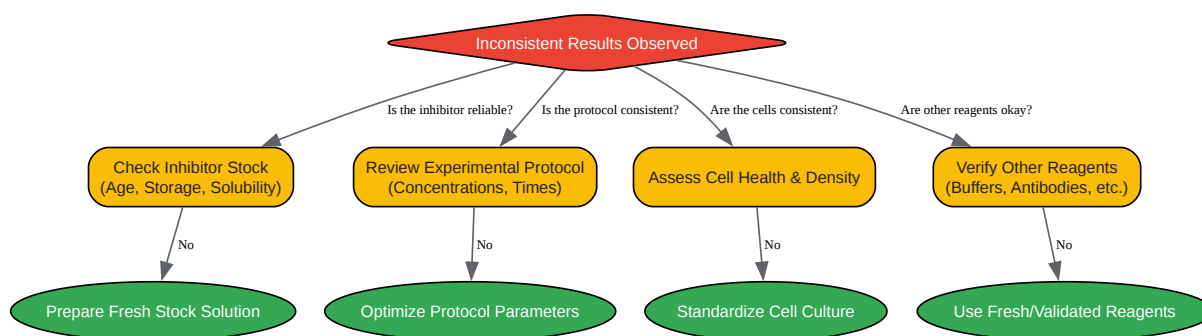 Inconsistent Results Observed
Is the inhibitor reliable?
Is the protocol consistent?
Are the cells consistent?
Are other reagents okay?
Check Inhibitor Stock
(Age, Storage, Solubility)
Review Experimental Protocol
(Concentrations, Times)
Assess Cell Health & Density
Verify Other Reagents
(Buffers, Antibodies, etc.)
No
No
No
No
Prepare Fresh Stock Solution
Optimize Protocol Parameters
Standardize Cell Culture
Use Fresh/Validated Reagents